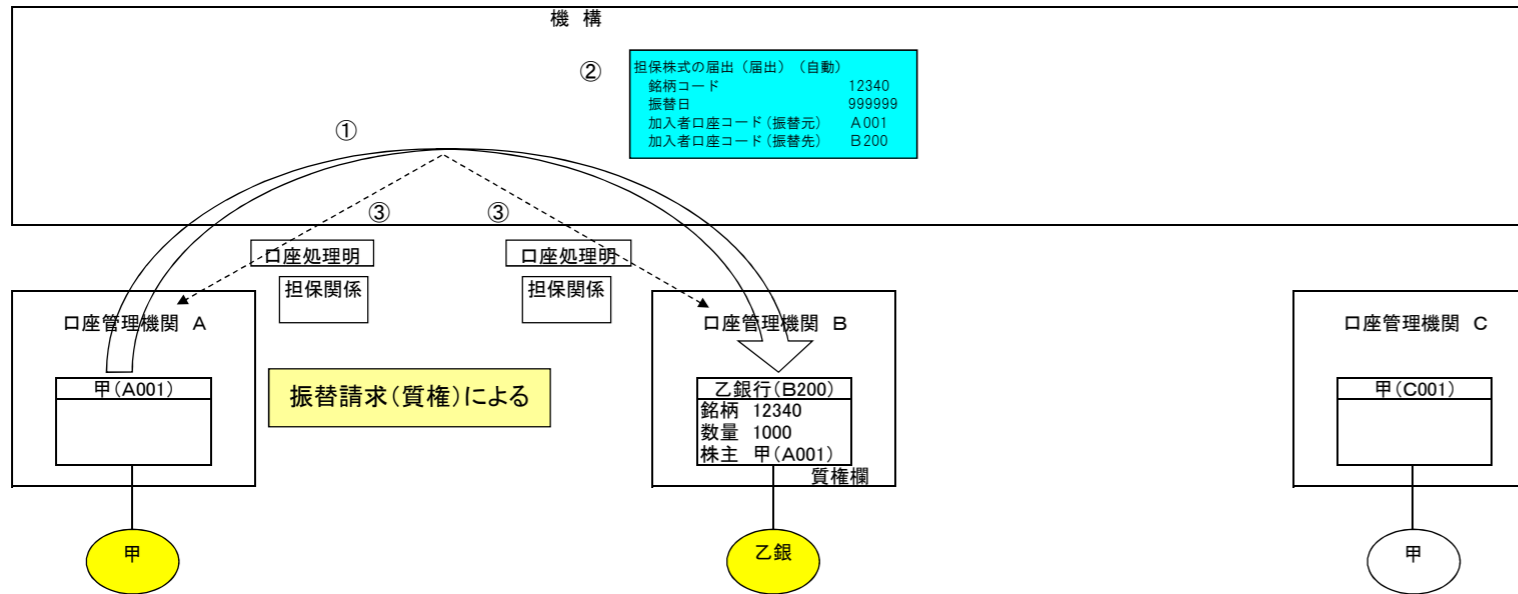 機 構
②
担保株式の届出（届出）（自動）
銘柄コード 12340
振替日 999999
加入者口座コード（振替元） A001
加入者口座コード（振替先） B200
①
③ ③
口座処理明 口座処理明
担保関係 担保関係
口座管理機関 A 口座管理機関 B 口座管理機関 C
甲（A001） 乙銀行（B200） 甲（C001）
振替請求（質権）による
銘柄 12340
数量 1000
株主 甲（A001）
質権欄
甲 乙銀 甲